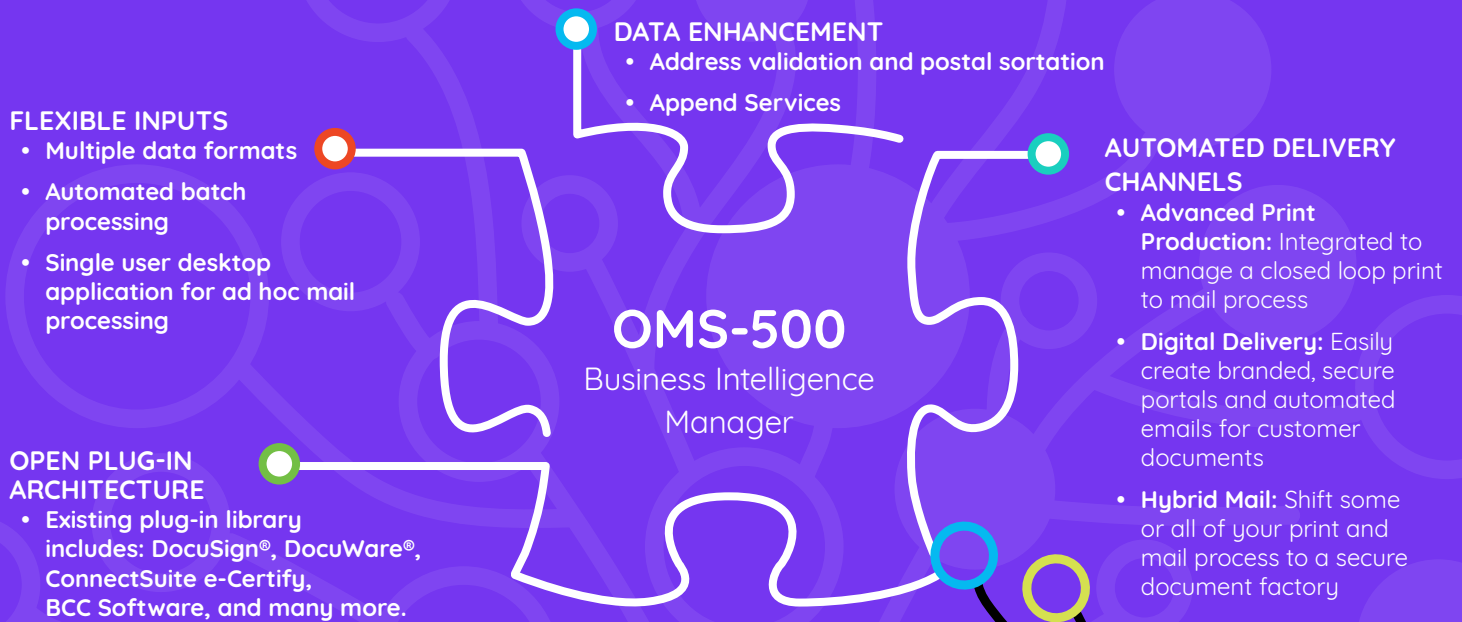 DATA ENHANCEMENT
• Address validation and postal sortation
• Append Services
FLEXIBLE INPUTS
• Multiple data formats
• Automated batch
processing
• Single user desktop
application for ad hoc mail
processing
OMS-500
Business Intelligence
Manager
OPEN PLUG-IN
ARCHITECTURE
• Existing plug-in library
includes: DocuSign®, DocuWare®,
ConnectSuite e-Certify,
BCC Software, and many more.
AUTOMATED DELIVERY
CHANNELS
• Advanced Print
Production: Integrated to
manage a closed loop print
to mail process
• Digital Delivery: Easily
create branded, secure
portals and automated
emails for customer
documents
• Hybrid Mail: Shift some
or all of your print and
mail process to a secure
document factory